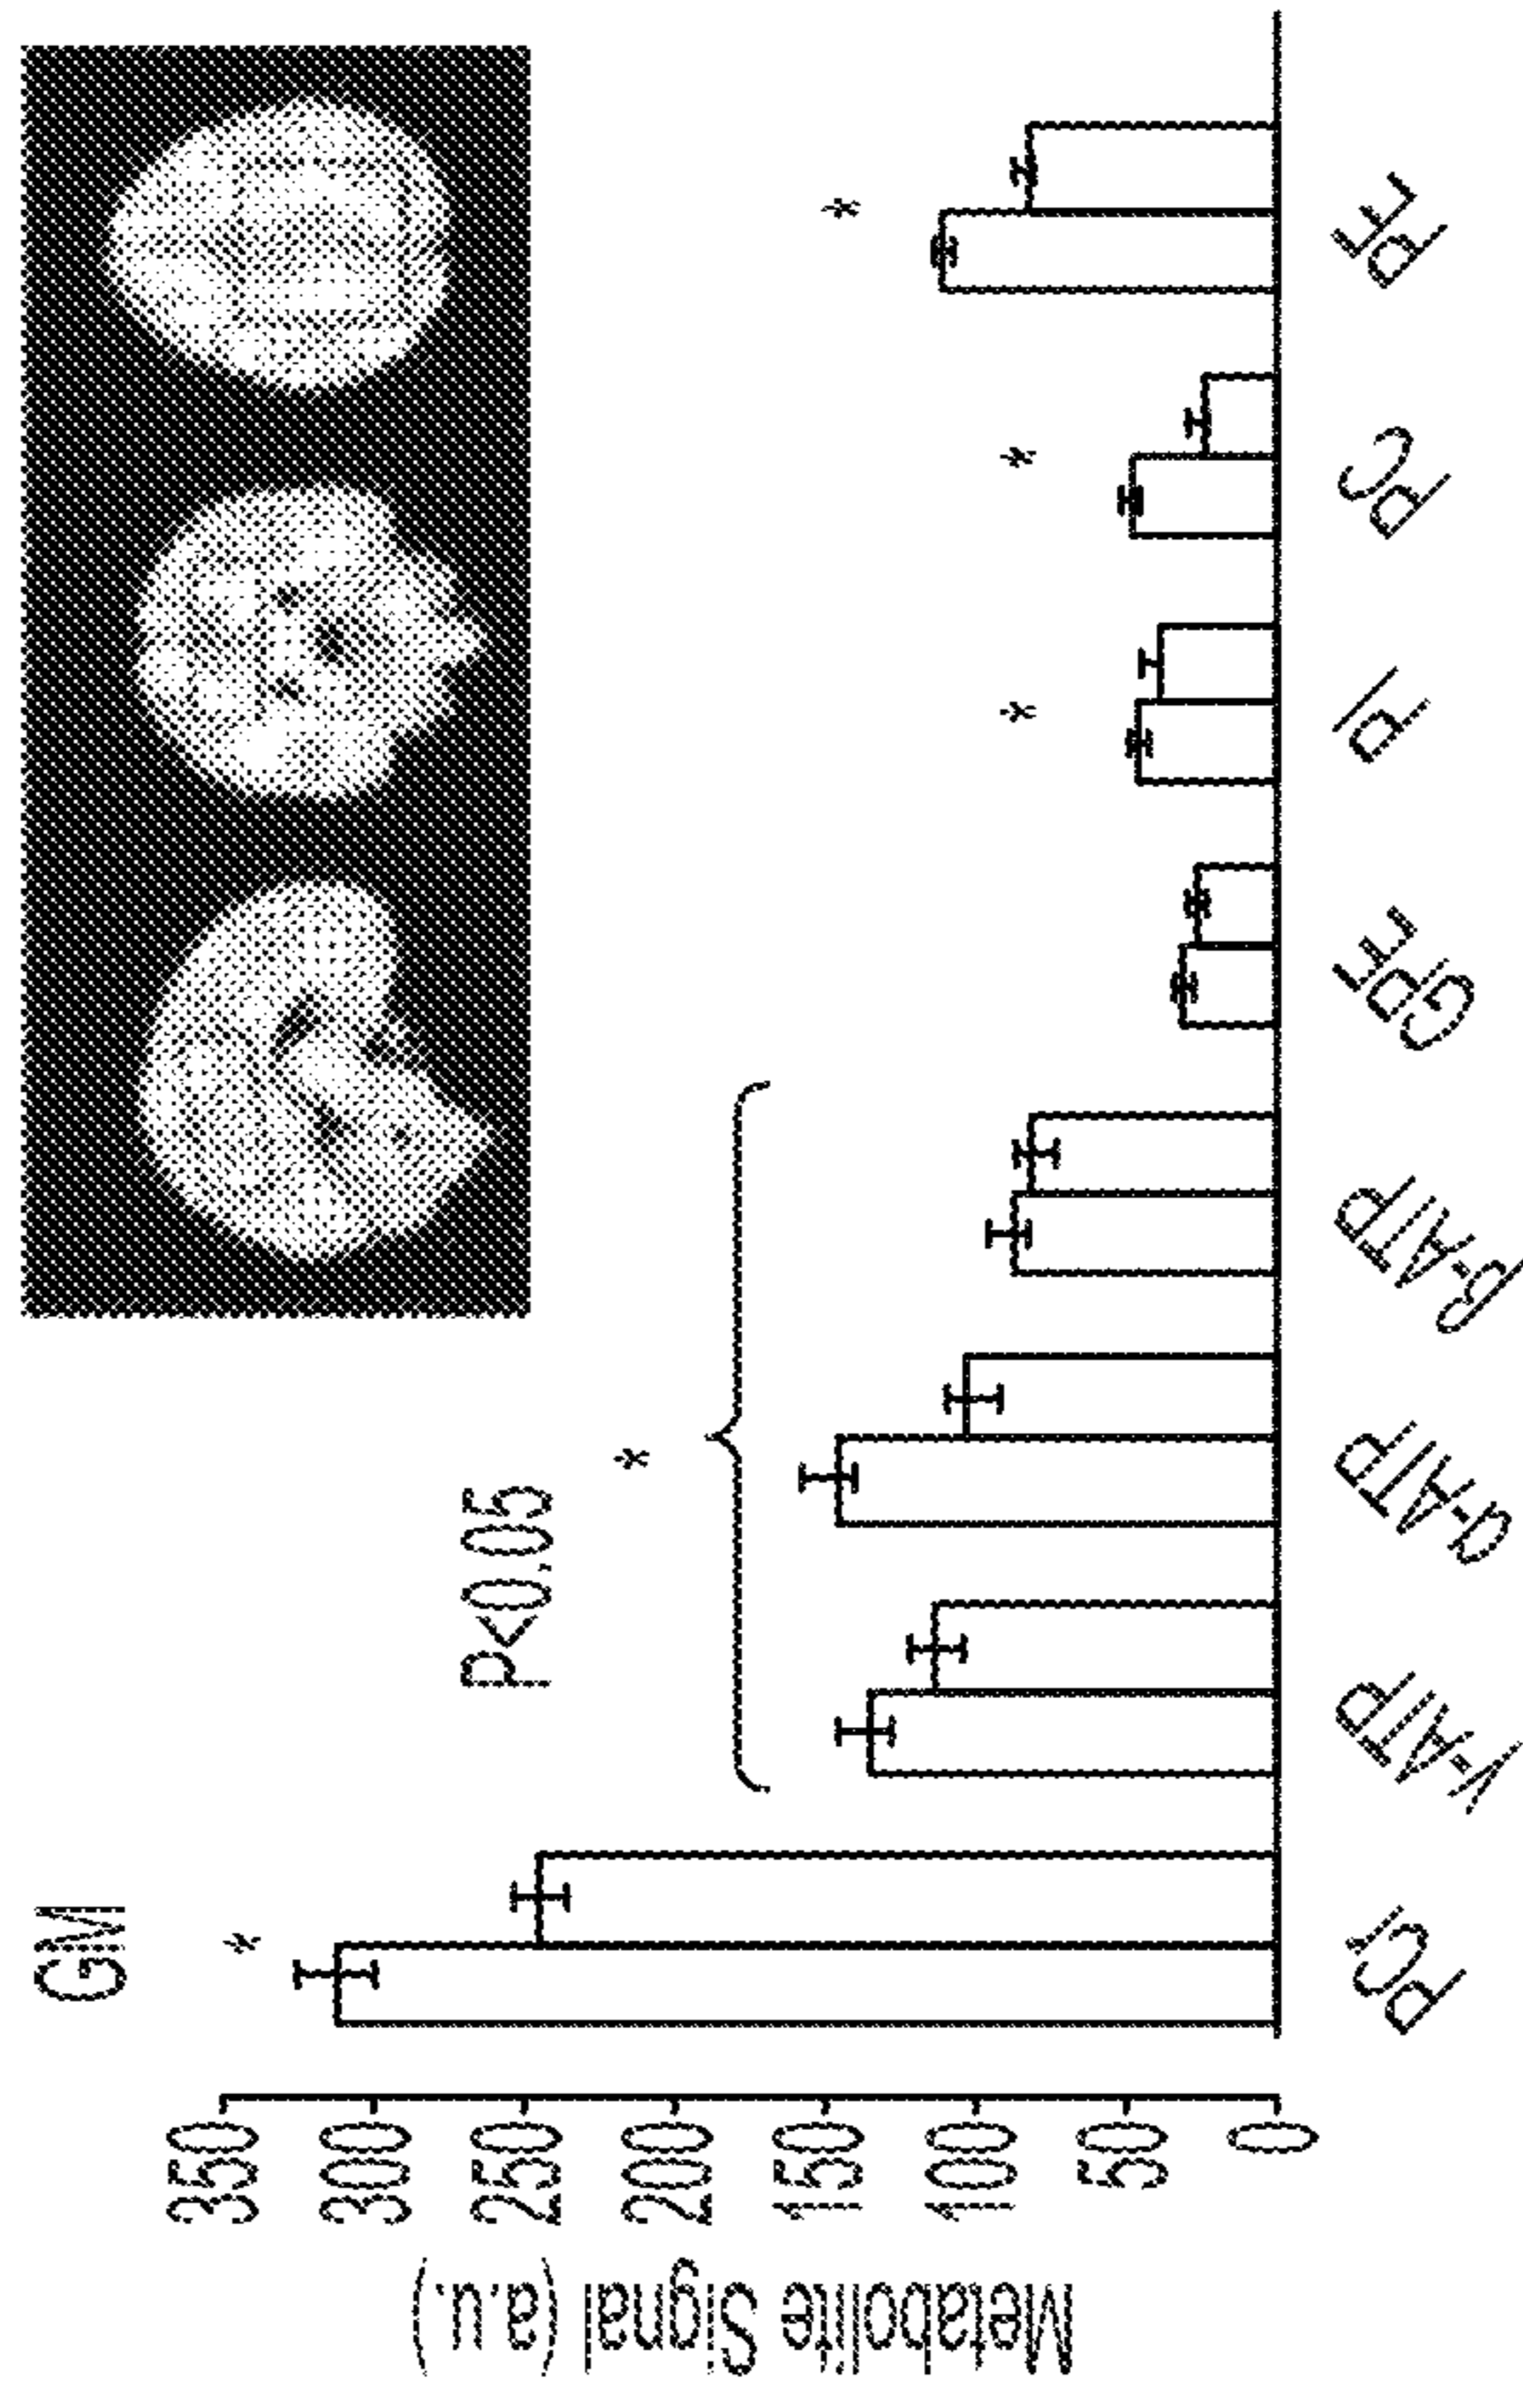 GM
*
P<0.05
*
*
*
*
350
300
250
200
150
100
50
0
Metabolite Signal (a.u.)
PCr
γ-ATP
α-ATP
β-ATP
GPE
PI
PC
PE